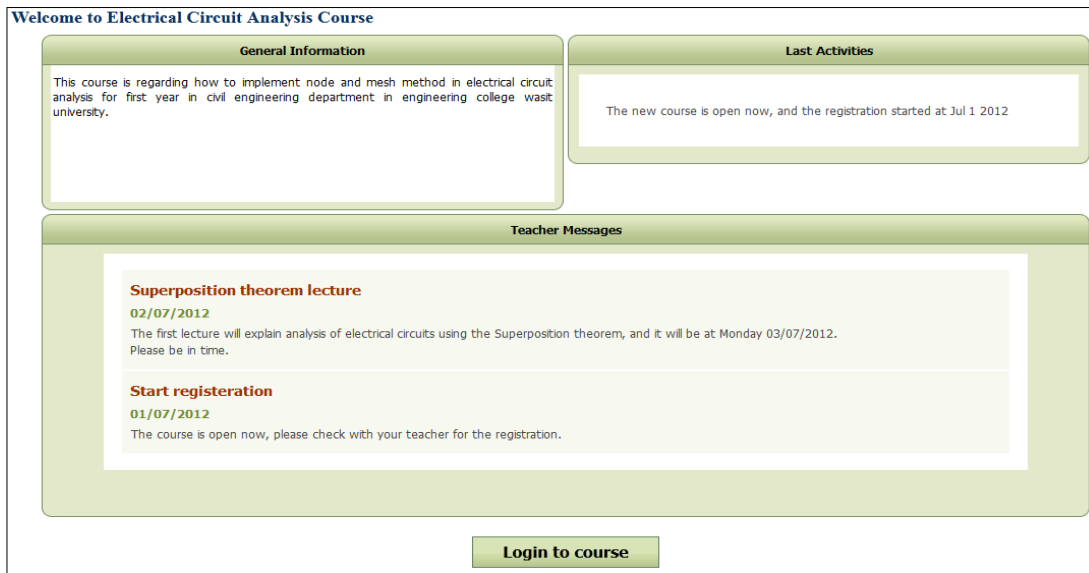 Welcome to Electrical Circuit Analysis Course
General Information
This course is regarding how to implement node and mesh method in electrical circuit
analysis for first year in civil engineering department in engineering college wasit
university.
Last Activities
The new course is open now, and the registration started at Jul 1 2012
Teacher Messages
Superposition theorem lecture
02/07/2012
The first lecture will explain analysis of electrical circuits using the Superposition theorem, and it will be at Monday 03/07/2012.
Please be in time.
Start registeration
01/07/2012
The course is open now, please check with your teacher for the registration.
Login to course